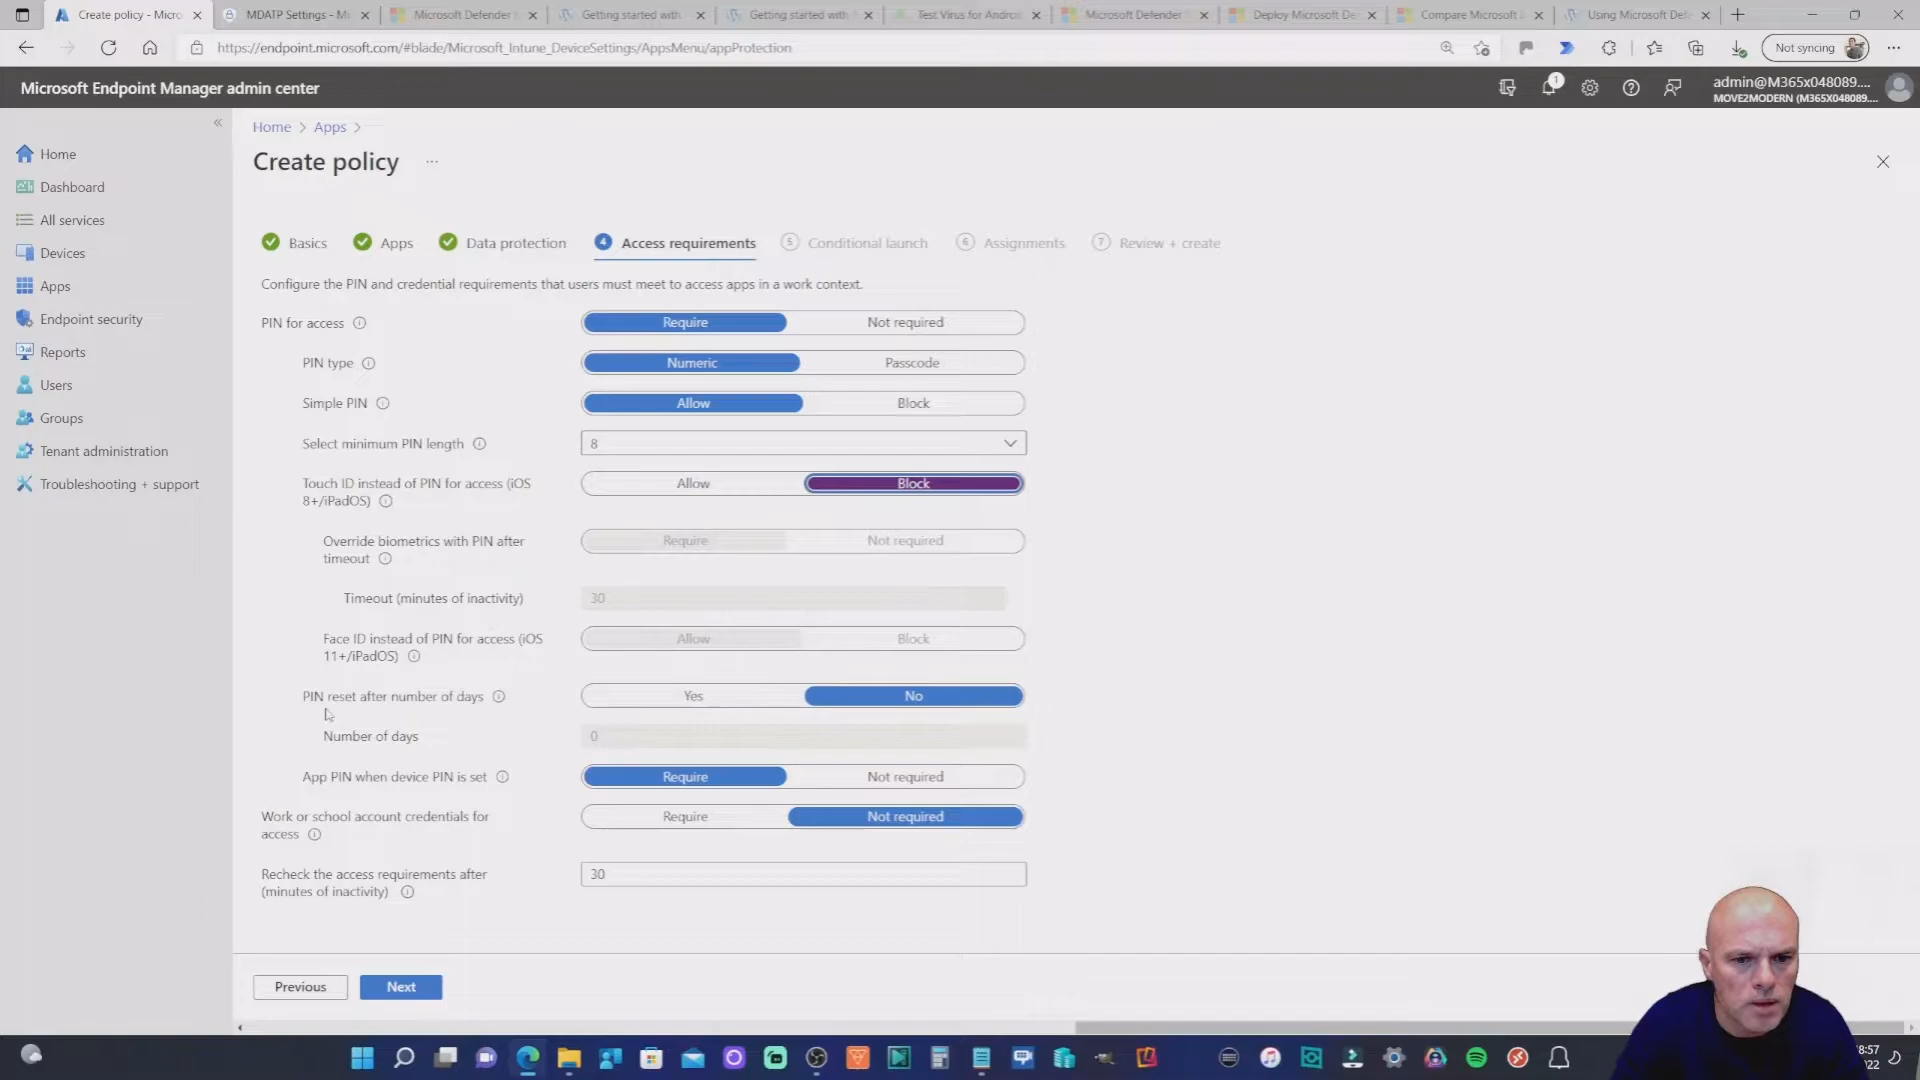 Create policy - Micro
MDATP Settings - M
Microsoft Defender
Getting started with
Getting started with
Test Virus for Androi
Microsoft Defender
Deploy Microsoft De
Compare Microsoft
Using Microsoft Def
https://endpoint.microsoft.com/#blade/Microsoft_Intune_DeviceSettings/AppsMenu/appProtection
Not syncing
Microsoft Endpoint Manager admin center
1
admin@M365x048089....
MOVE2MODERN (M365X048089....
Home > Apps >
Create policy ...
Home
Dashboard
All services
Devices
Apps
Endpoint security
Reports
Users
Groups
Tenant administration
Troubleshooting + support
Basics
Apps
Data protection
4 Access requirements
5 Conditional launch
6 Assignments
7 Review + create
Configure the PIN and credential requirements that users must meet to access apps in a work context.
PIN for access
Require Not required
PIN type
Numeric Passcode
Simple PIN
Allow Block
Select minimum PIN length
8
Touch ID instead of PIN for access (iOS
8+/iPadOS)
Allow Block
Override biometrics with PIN after
timeout
Require Not required
Timeout (minutes of inactivity)
30
Face ID instead of PIN for access (iOS
11+/iPadOS)
Allow Block
PIN reset after number of days
Yes No
Number of days
0
App PIN when device PIN is set
Require Not required
Work or school account credentials for
access
Require Not required
Recheck the access requirements after
(minutes of inactivity)
30
Previous
Next
8:57
22